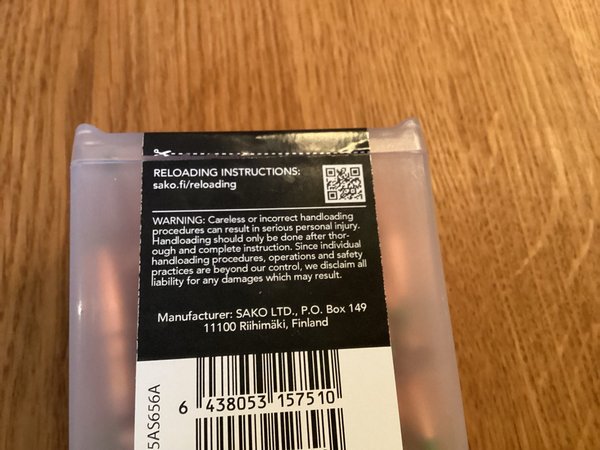 RELOADING INSTRUCTIONS:
sako.fi/reloading
WARNING: Careless or incorrect handloading
procedures can result in serious personal injury.
Handloading should only be done after thor-
ough and complete instruction. Since individual
handloading procedures, operations and safety
practices are beyond our control, we disclaim all
liability for any damages which may result.
Manufacturer: SAKO LTD., P.O. Box 149
11100 Riihimäki, Finland
5AS656A
6 438053 157510